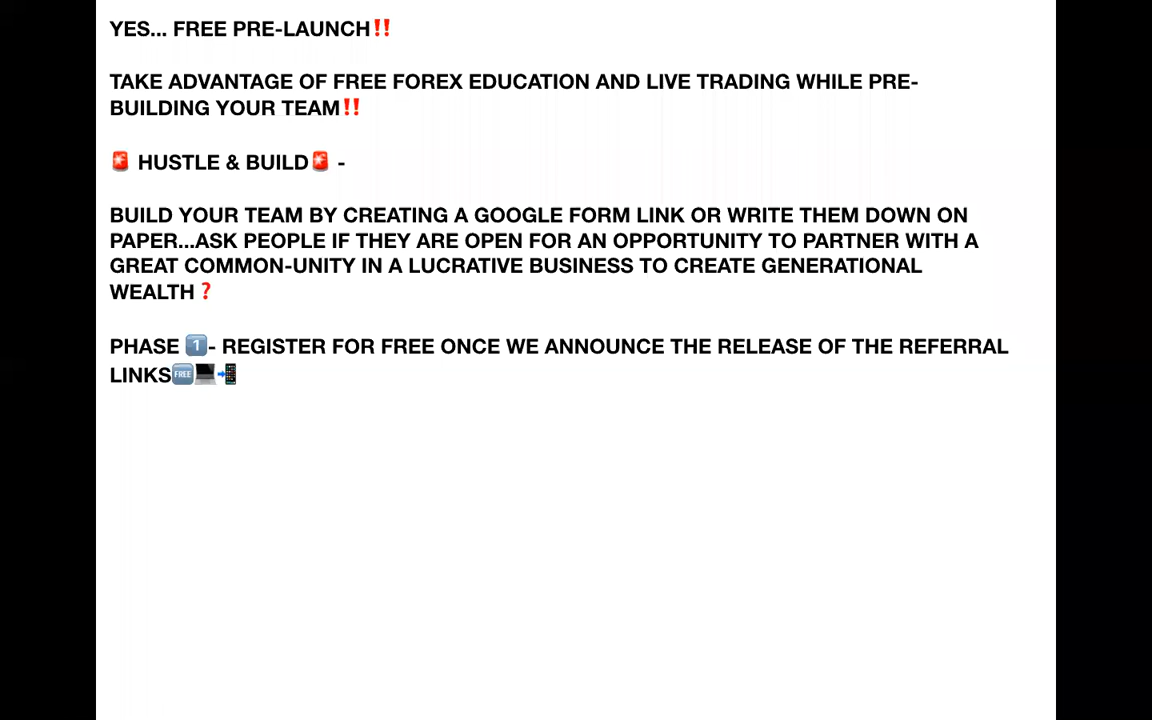 YES... FREE PRE-LAUNCH‼️
TAKE ADVANTAGE OF FREE FOREX EDUCATION AND LIVE TRADING WHILE PRE-
BUILDING YOUR TEAM‼️
🚨 HUSTLE & BUILD🚨 -
BUILD YOUR TEAM BY CREATING A GOOGLE FORM LINK OR WRITE THEM DOWN ON
PAPER...ASK PEOPLE IF THEY ARE OPEN FOR AN OPPORTUNITY TO PARTNER WITH A
GREAT COMMON-UNITY IN A LUCRATIVE BUSINESS TO CREATE GENERATIONAL
WEALTH❓
PHASE 1️⃣- REGISTER FOR FREE ONCE WE ANNOUNCE THE RELEASE OF THE REFERRAL
LINKS🆓💻📲